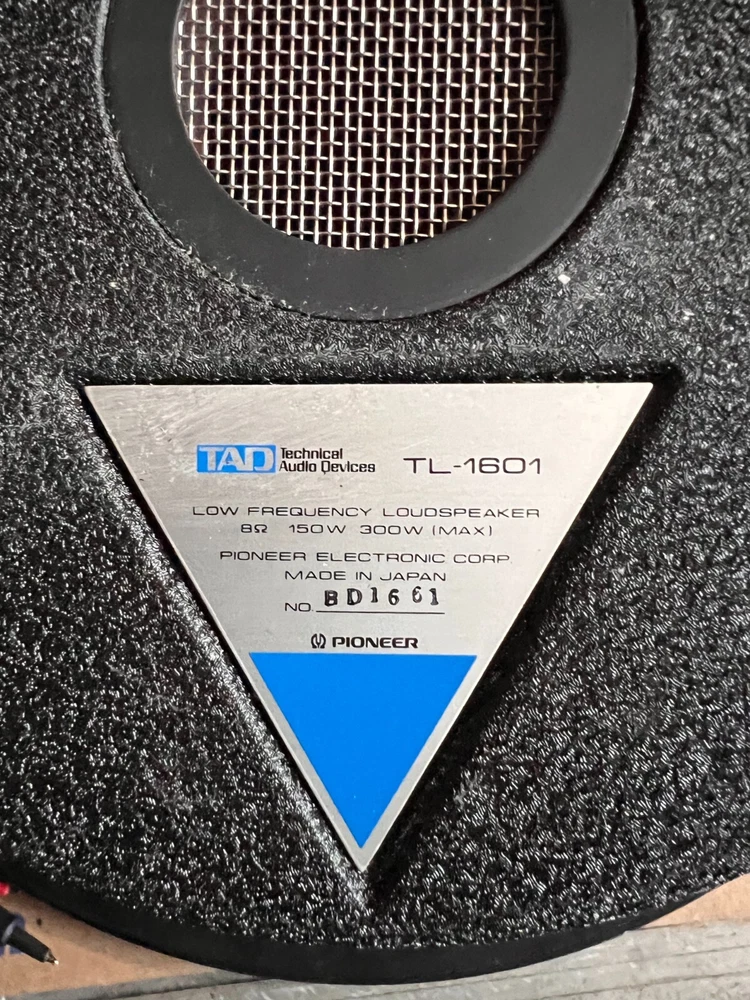 TAD Technical Audio Devices TL-1601
LOW FREQUENCY LOUDSPEAKER
8Ω 150W 300W (MAX)
PIONEER ELECTRONIC CORP.
MADE IN JAPAN
NO. BD1661
PIONEER